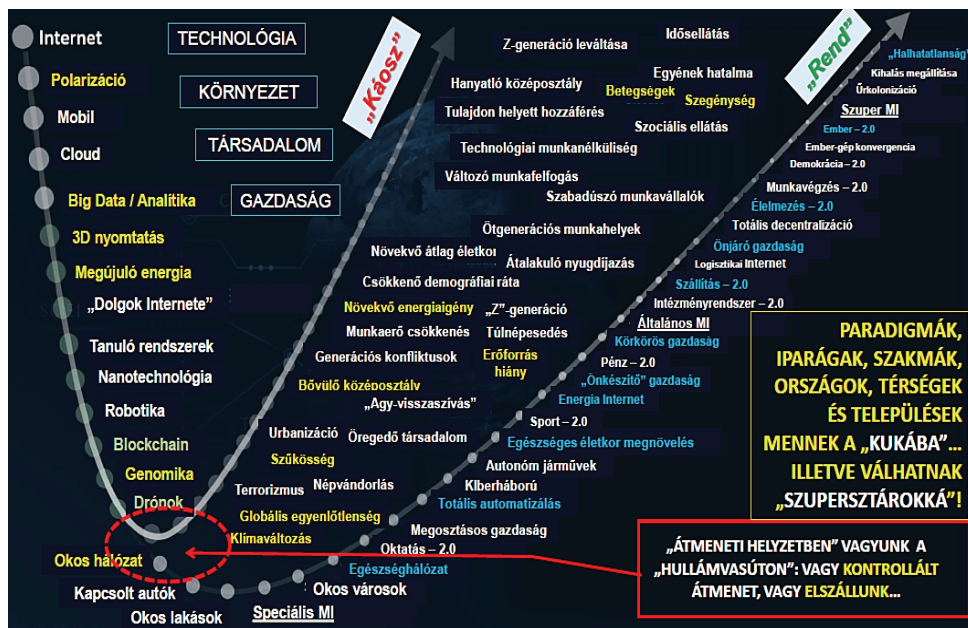 Internet
Polarizáció
Mobil
Cloud
Big Data / Analítika
3D nyomtatás
Megújuló energia
„Dolgok Internete”
Tanuló rendszerek
Nanotechnológia
Robotika
Blockchain
Genomika
Drónok
Okos hálózat
Kapcsolt autók
Okos lakások
Speciális MI
TECHNOLÓGIA
KÖRNYEZET
TÁRSADALOM
GAZDASÁG
„Káosz”
Z-generáció leváltása
Idősellátás
Hanyatló középosztály
Egyének hatalma
Betegségek
Szegénység
Tulajdon helyett hozzáférés
Szociális ellátás
Technológiai munkanélküliség
Változó munkafelfogás
Szabadúszó munkavállalók
Ötgenerációs munkahelyek
Növekvő átlag életkor
Átalakuló nyugdíjazás
Csökkenő demográfiai ráta
Növekvő energiaigény
„Z”-generáció
Munkaerő csökkenés
Túlnépesedés
Generációs konfliktusok
Erőforrás
hiány
Bővülő középosztály
„Agy-visszaszívás”
Urbanizáció
Öregedő társadalom
Szűkösség
Terrorizmus
Népvándorlás
Globális egyenlőtlenség
Klímaváltozás
„Rend”
„Halhatatlanság”
Kihalás megállítása
Űrkolonizáció
Szuper MI
Ember – 2.0
Ember-gép konvergencia
Demokrácia – 2.0
Munkavégzés – 2.0
Élelmezés – 2.0
Totális decentralizáció
Önjáró gazdaság
Logisztikai Internet
Szállítás – 2.0
Intézményrendszer – 2.0
Általános MI
Körkörös gazdaság
Pénz – 2.0
„Önkészítő” gazdaság
Energia Internet
Sport – 2.0
Egészséges életkor megnövelés
Autonóm járművek
KIberháború
Totális automatizálás
Megosztásos gazdaság
Oktatás – 2.0
Egészséghálózat
Okos városok
PARADIGMÁK,
IPARÁGAK, SZAKMÁK,
ORSZÁGOK, TÉRSÉGEK
ÉS TELEPÜLÉSEK
MENNEK A „KUKÁBA”...
ILLETVE VÁLHATNAK
„SZUPERSZTÁROKKÁ”!
„ÁTMENETI HELYZETBEN” VAGYUNK A
„HULLÁMVASÚTON”: VAGY KONTROLLÁLT
ÁTMENET, VAGY ELSZÁLLUNK...